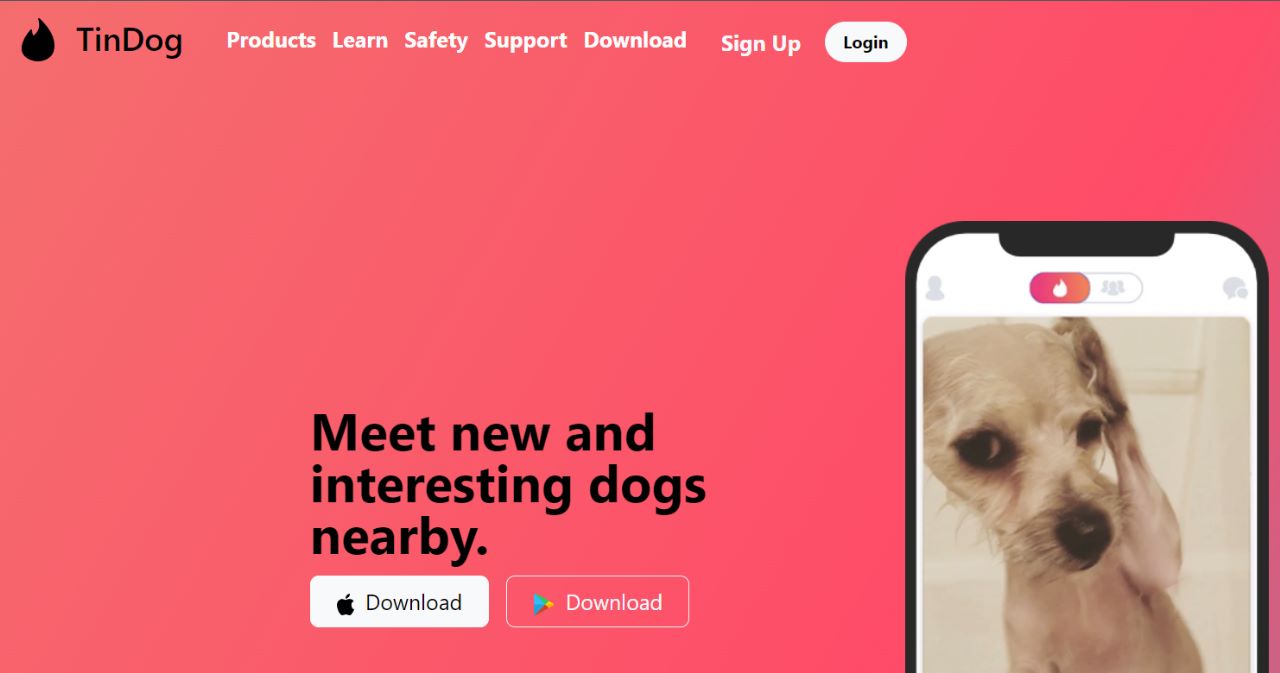 TinDog Products Learn Safety Support Download Sign Up Login
Meet new and
interesting dogs
nearby.
Download Download